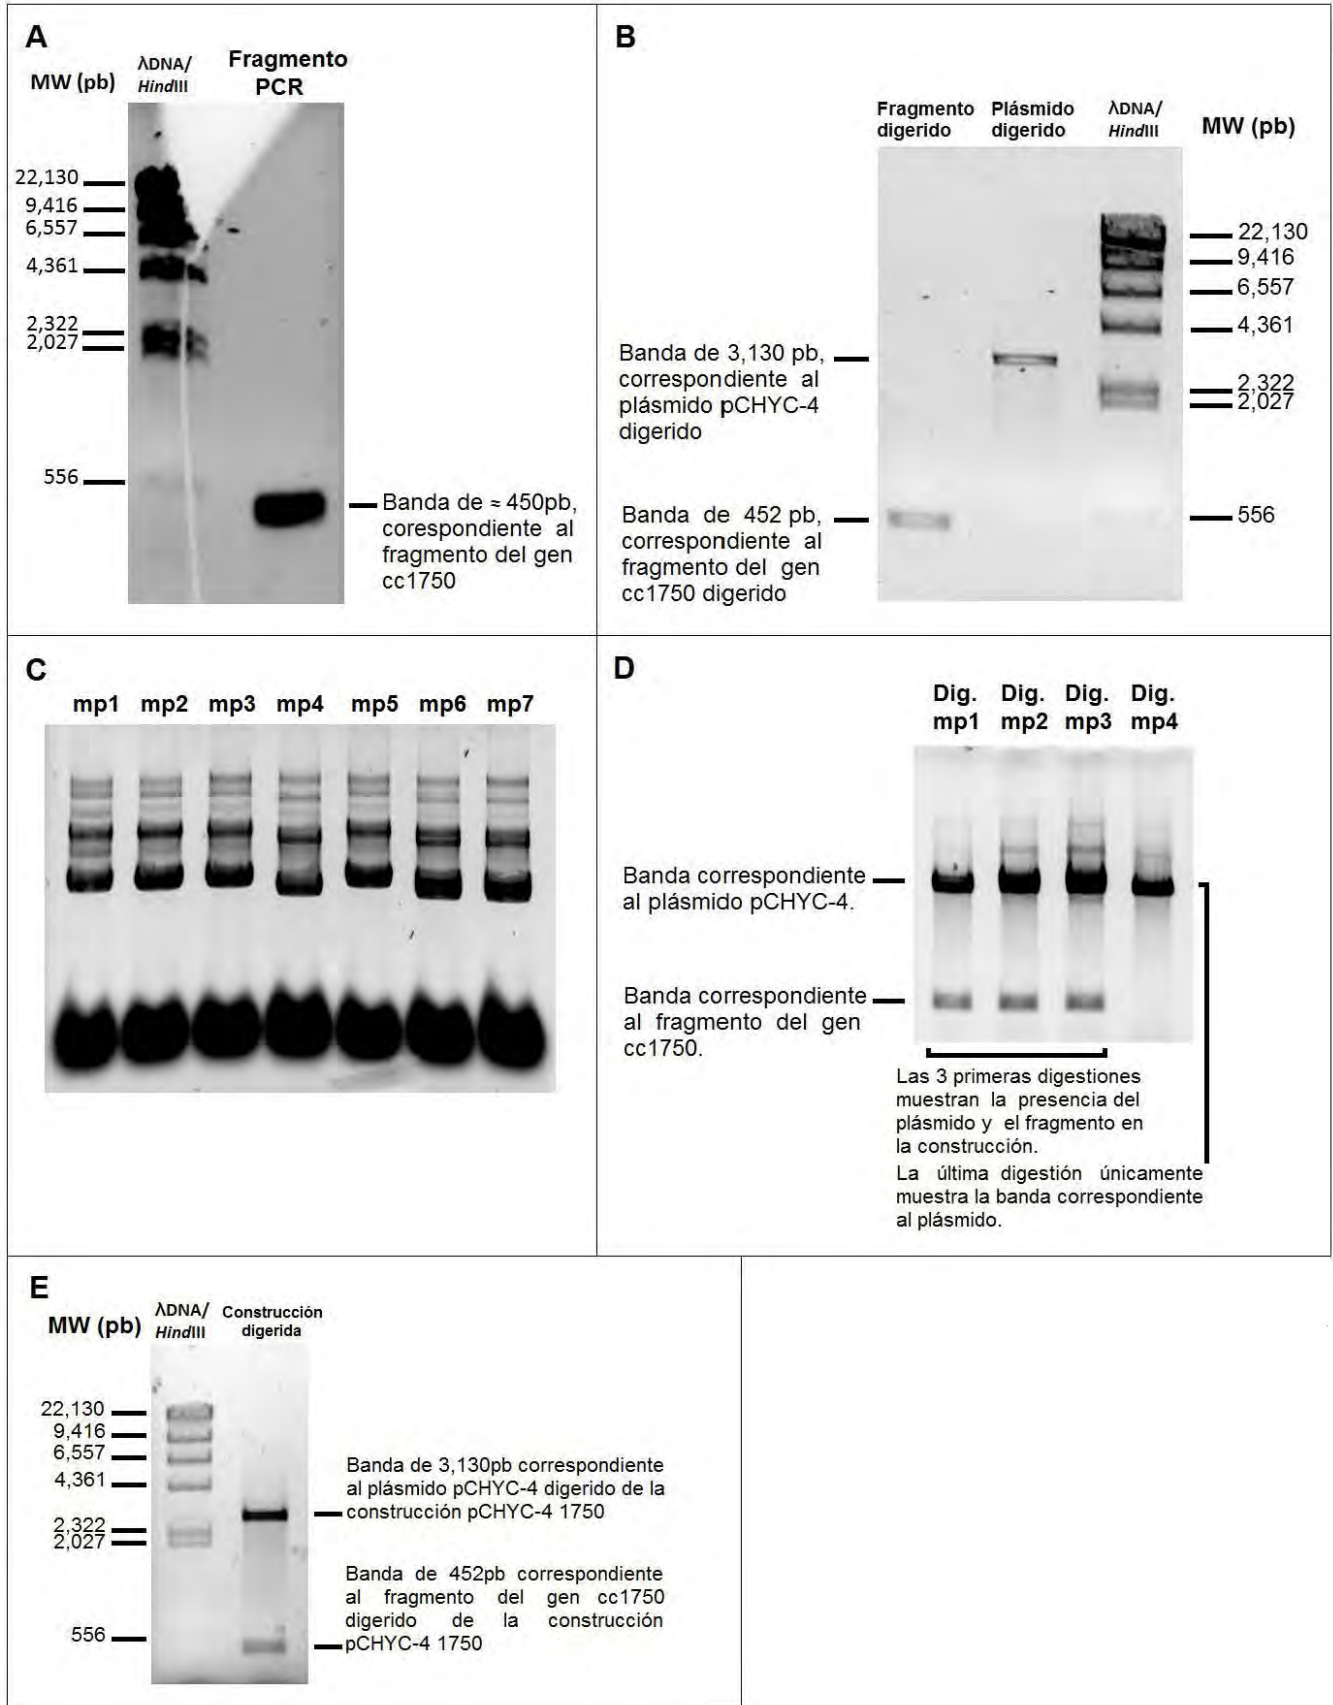 A
MW (pb)
λDNA/
HindIII
Fragmento
PCR
22,130
9,416
6,557
4,361
2,322
2,027
556
Banda de ≈ 450pb,
corespondiente al
fragmento del gen
cc1750
B
Fragmento
digerido
Plásmido
digerido
λDNA/
HindIII
MW (pb)
22,130
9,416
6,557
4,361
2,322
2,027
556
Banda de 3,130 pb,
correspondiente al
plásmido pCHYC-4
digerido
Banda de 452 pb,
correspondiente al
fragmento del gen
cc1750 digerido
C
mp1 mp2 mp3 mp4 mp5 mp6 mp7
D
Dig. Dig. Dig. Dig.
mp1 mp2 mp3 mp4
Banda correspondiente
al plásmido pCHYC-4.
Banda correspondiente
al fragmento del gen
cc1750.
Las 3 primeras digestiones
muestran la presencia del
plásmido y el fragmento en
la construcción.
La última digestión únicamente
muestra la banda correspondiente
al plásmido.
E
MW (pb)
λDNA/
HindIII
Construcción
digerida
22,130
9,416
6,557
4,361
2,322
2,027
556
Banda de 3,130pb correspondiente
al plásmido pCHYC-4 digerido de la
construcción pCHYC-4 1750
Banda de 452pb correspondiente
al fragmento del gen cc1750
digerido de la construcción
pCHYC-4 1750